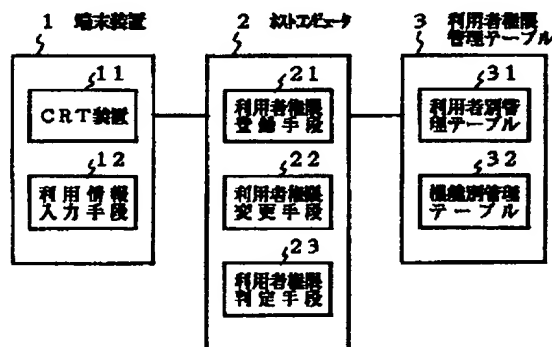 1 端末装置
2 ホストコンピュータ
3 利用者権限
管理テーブル
11
CRT装置
12
利用情報
入力手段
21
利用者権限
登録手段
22
利用者権限
変更手段
23
利用者権限
判定手段
31
利用者別管
理テーブル
32
機能別管理
テーブル